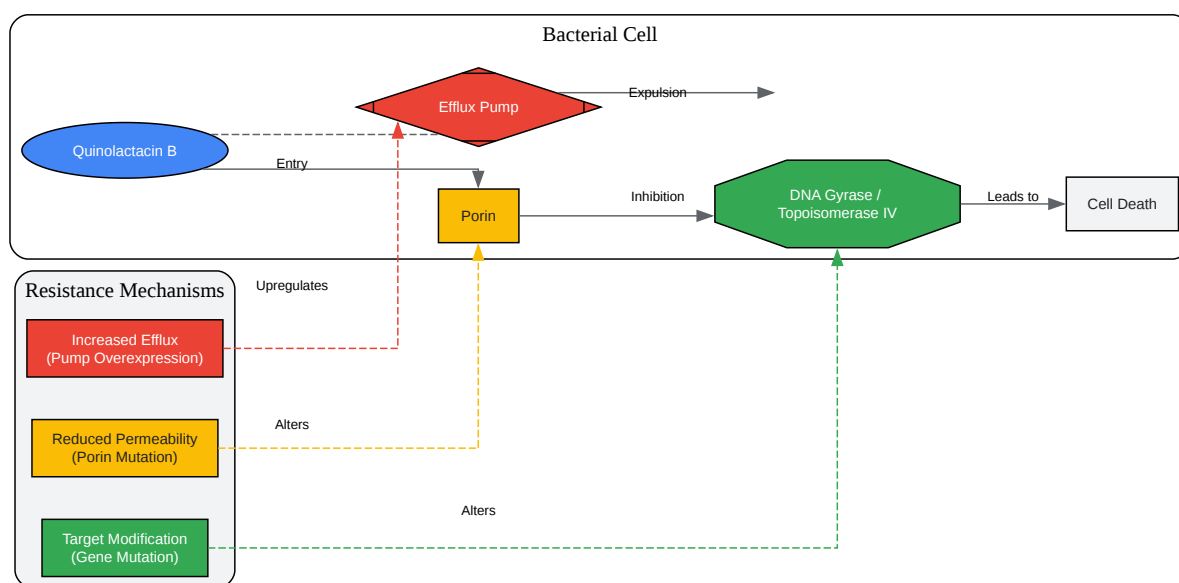 Bacterial Cell
Efflux Pump
Expulsion
Quinolactacin B
Entry
Porin
Inhibition
DNA Gyrase /
Topoisomerase IV
Leads to
Cell Death
Resistance Mechanisms
Upregulates
Increased Efflux
(Pump Overexpression)
Alters
Reduced Permeability
(Porin Mutation)
Alters
Target Modification
(Gene Mutation)